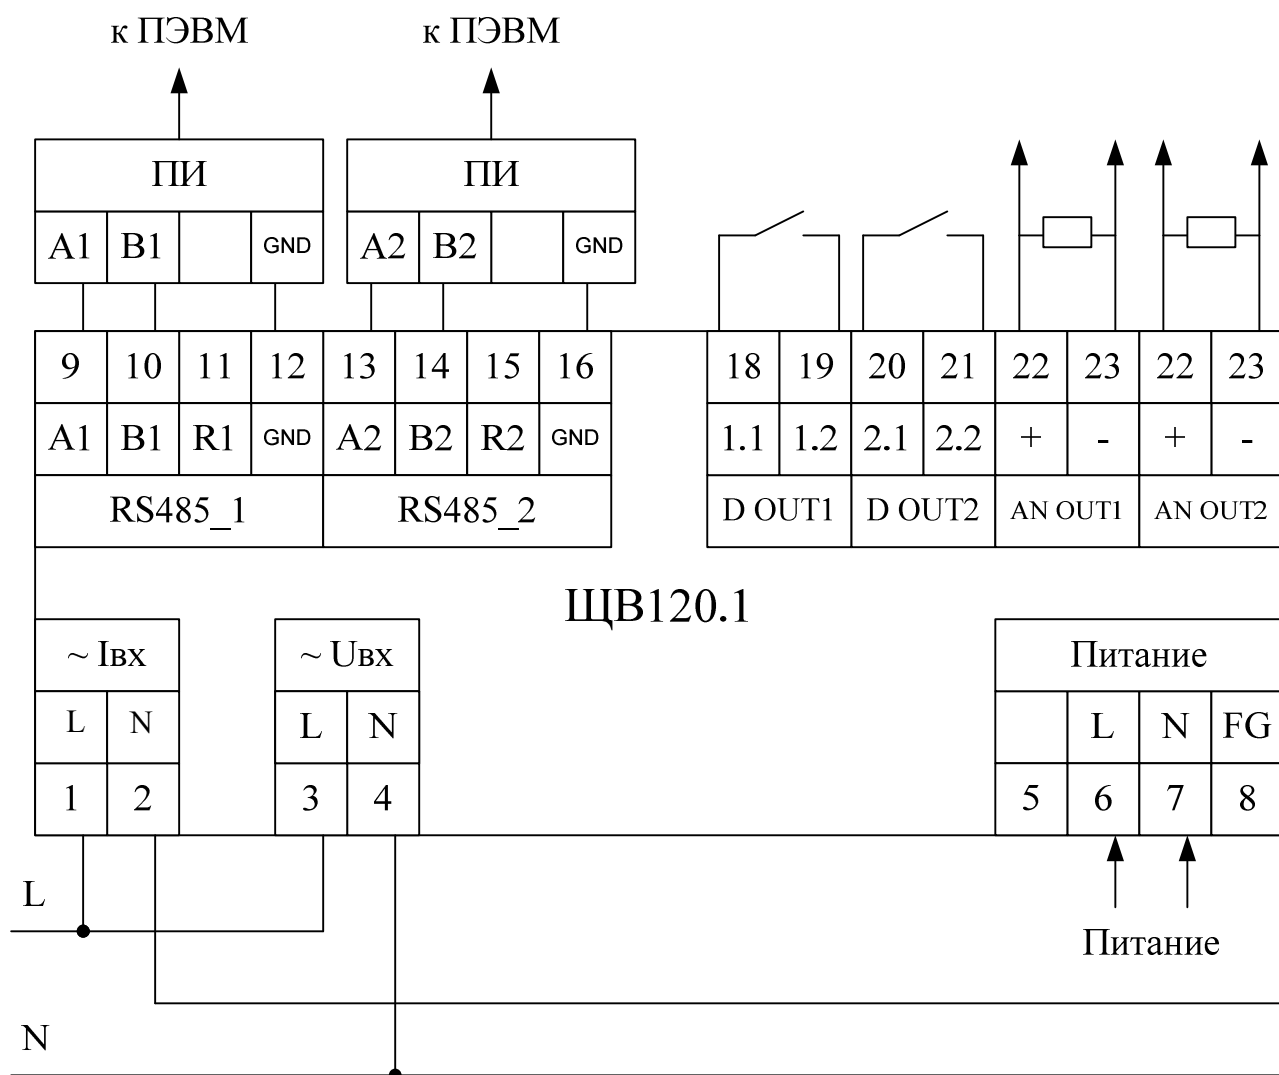 к ПЭВМ к ПЭВМ
ПИ ПИ
A1 B1 GND A2 B2 GND
9 10 11 12 13 14 15 16 18 19 20 21 22 23 22 23
A1 B1 R1 GND A2 B2 R2 GND 1.1 1.2 2.1 2.2 + - + -
RS485_1 RS485_2 D OUT1 D OUT2 AN OUT1 AN OUT2
ЩВ120.1
~ Iвх ~ Uвх Питание
L N L N L N FG
1 2 3 4 5 6 7 8
L
Питание
N